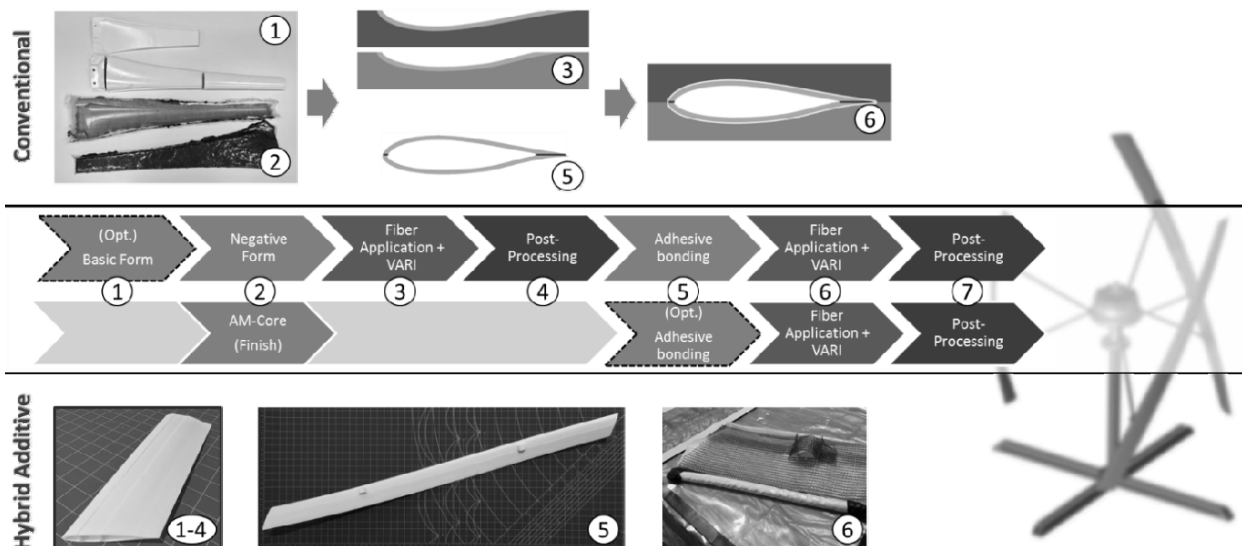 Conventional
1
2
3
5
6
(Opt.)
Basic Form
Negative
Form
Fiber
Application +
VARI
Post-
Processing
Adhesive
bonding
Fiber
Application +
VARI
Post-
Processing
1
2
3
4
5
6
7
AM-Core
(Finish)
(Opt.)
Adhesive
bonding
Fiber
Application +
VARI
Post-
Processing
Hybrid Additive
1-4
5
6